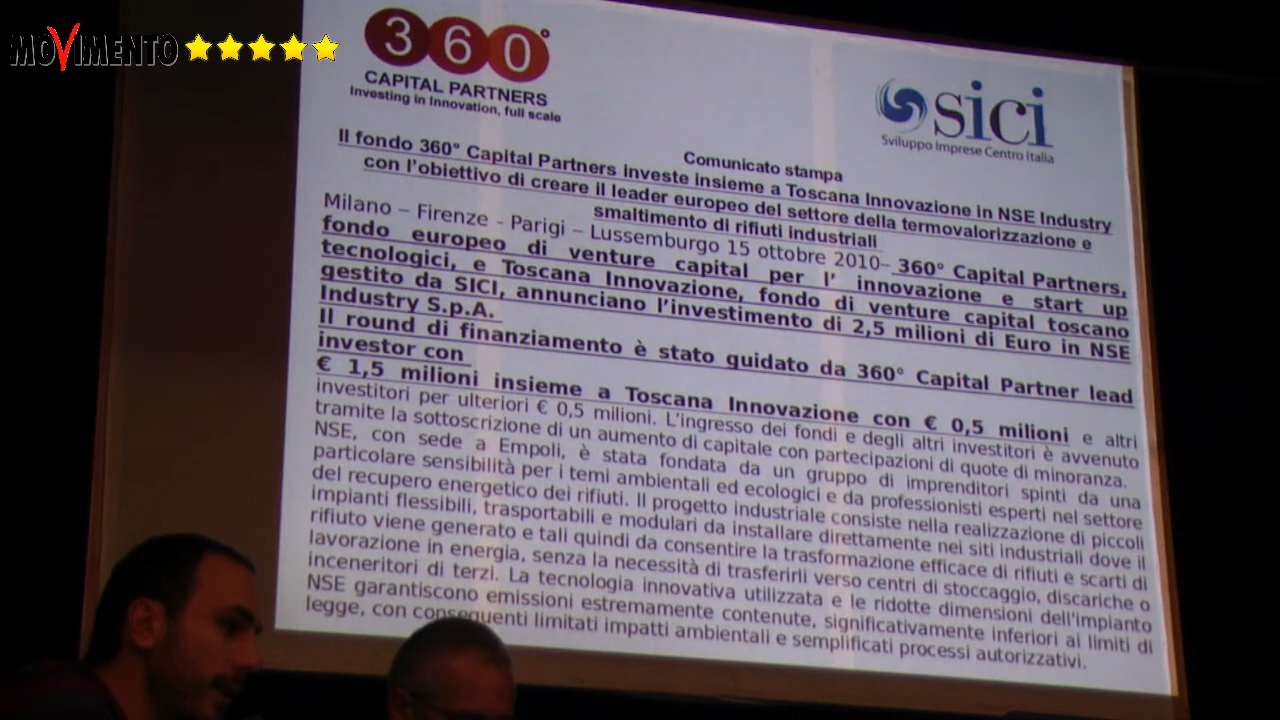 MOVIMENTO
360°
CAPITAL PARTNERS
Investing in Innovation, full scale
sici
Sviluppo Imprese Centro Italia
Comunicato stampa
Il fondo 360° Capital Partners investe insieme a Toscana Innovazione in NSE Industry
con l'obiettivo di creare il leader europeo del settore della termovalorizzazione e
smaltimento di rifiuti industriali
Milano – Firenze - Parigi – Lussemburgo 15 ottobre 2010– 360° Capital Partners,
fondo europeo di venture capital per l' innovazione e start up
tecnologici, e Toscana Innovazione, fondo di venture capital toscano
gestito da SICI, annunciano l'investimento di 2,5 milioni di Euro in NSE
Industry S.p.A.
Il round di finanziamento è stato guidato da 360° Capital Partner lead
investor con
€ 1,5 milioni insieme a Toscana Innovazione con € 0,5 milioni e altri
investitori per ulteriori € 0,5 milioni. L'ingresso dei fondi e degli altri investitori è avvenuto
tramite la sottoscrizione di un aumento di capitale con partecipazioni di quote di minoranza.
NSE, con sede a Empoli, è stata fondata da un gruppo di imprenditori spinti da una
particolare sensibilità per i temi ambientali ed ecologici e da professionisti esperti nel settore
del recupero energetico dei rifiuti. Il progetto industriale consiste nella realizzazione di piccoli
impianti flessibili, trasportabili e modulari da installare direttamente nei siti industriali dove il
rifiuto viene generato e tali quindi da consentire la trasformazione efficace di rifiuti e scarti di
lavorazione in energia, senza la necessità di trasferirli verso centri di stoccaggio, discariche o
inceneritori di terzi. La tecnologia innovativa utilizzata e le ridotte dimensioni dell'impianto
NSE garantiscono emissioni estremamente contenute, significativamente inferiori ai limiti di
legge, con conseguenti limitati impatti ambientali e semplificati processi autorizzativi.